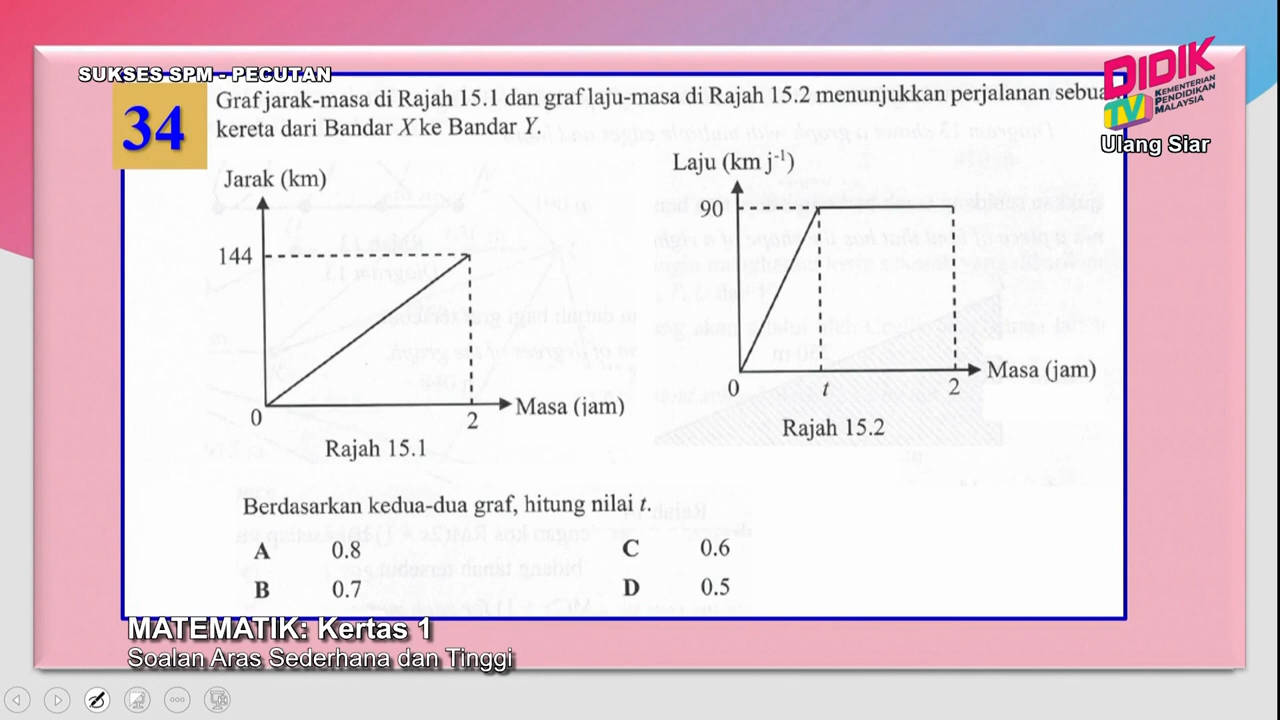 SUKSES SPM - PECUTAN
DIDIK
TV
KEMENTERIAN
PENDIDIKAN
MALAYSIA
Ulang Siar
34
Graf jarak-masa di Rajah 15.1 dan graf laju-masa di Rajah 15.2 menunjukkan perjalanan sebua
kereta dari Bandar X ke Bandar Y.
Jarak (km)
144
0
2
Masa (jam)
Rajah 15.1
Laju (km j⁻¹)
90
0
t
2
Masa (jam)
Rajah 15.2
Berdasarkan kedua-dua graf, hitung nilai t.
A 0.8
C 0.6
B 0.7
D 0.5
MATEMATIK: Kertas 1
Soalan Aras Sederhana dan Tinggi